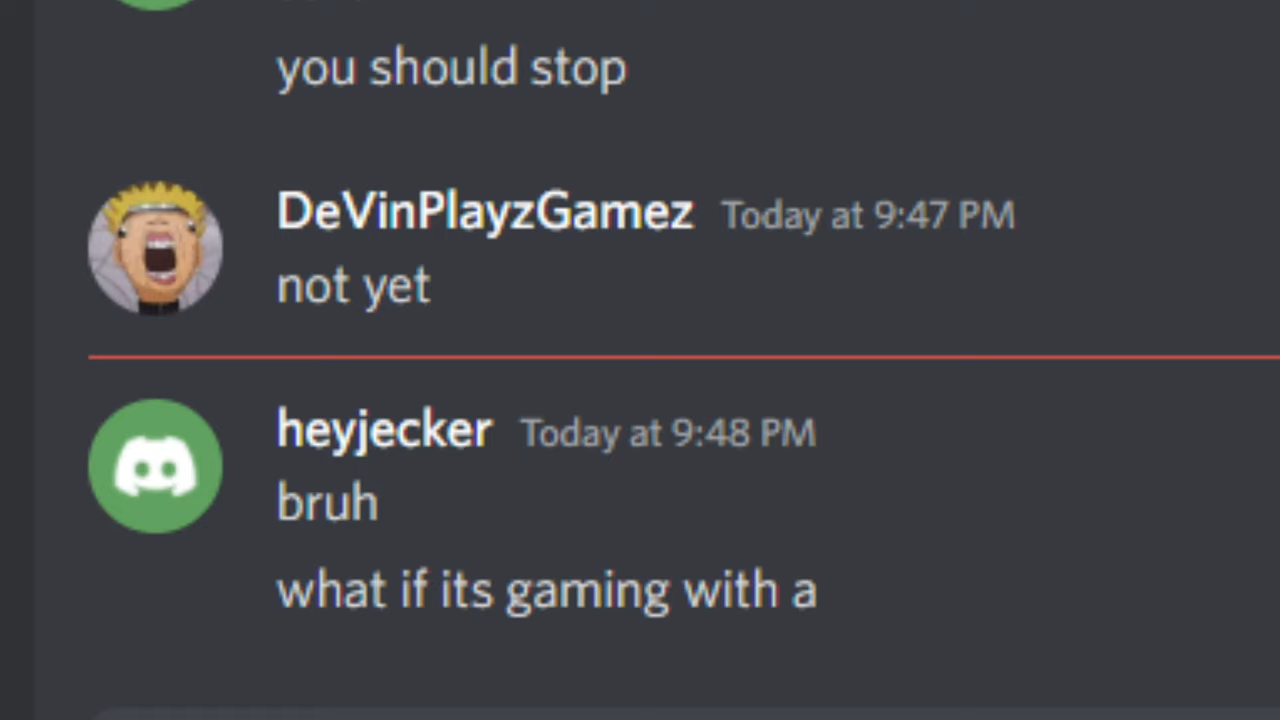 you should stop
DeVinPlayzGamez Today at 9:47 PM
not yet
heyjecker Today at 9:48 PM
bruh
what if its gaming with a